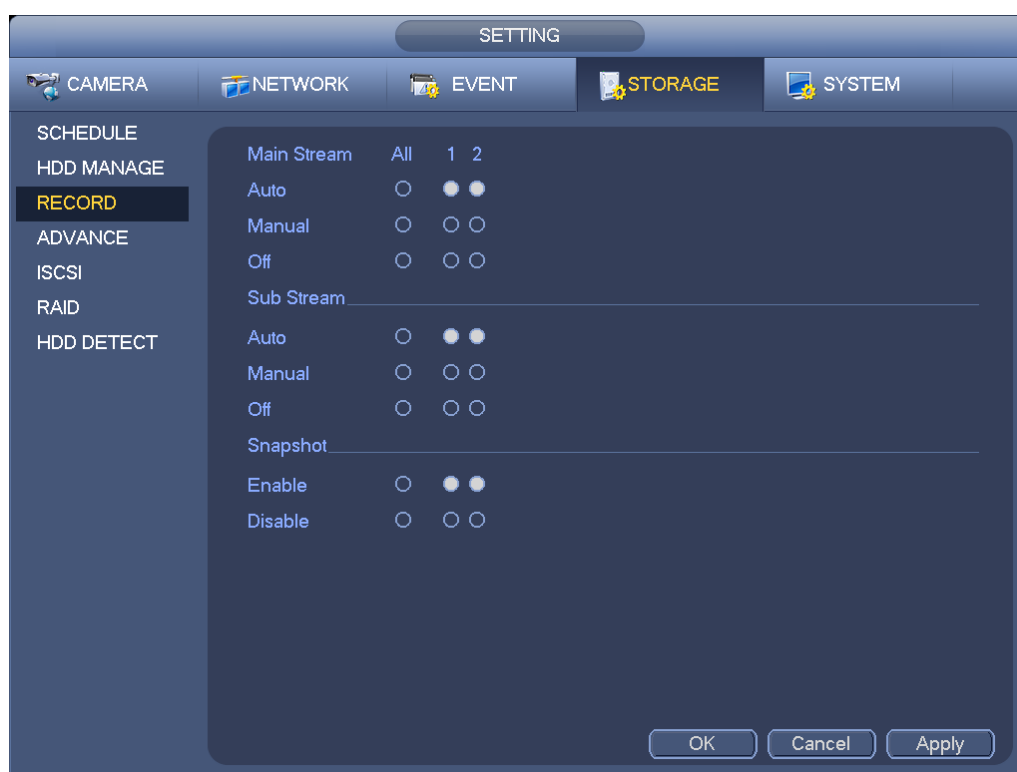 SETTING
CAMERA NETWORK EVENT STORAGE SYSTEM
SCHEDULE
HDD MANAGE
RECORD
ADVANCE
ISCSI
RAID
HDD DETECT
Main Stream All 1 2
Auto
Manual
Off
Sub Stream
Auto
Manual
Off
Snapshot
Enable
Disable
OK Cancel Apply